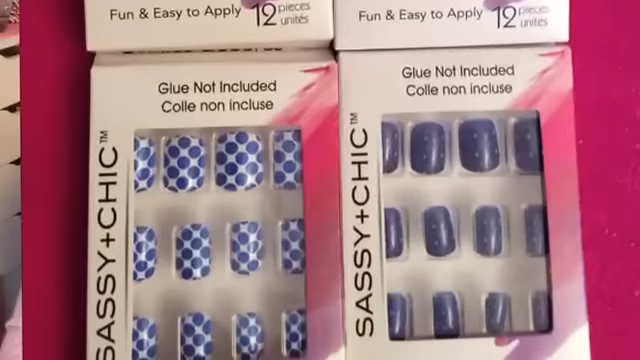 Fun & Easy to Apply 12 pieces
unités
Fun & Easy to Apply 12 pieces
unités
Glue Not Included
Colle non incluse
SASSY+CHIC™
Glue Not Included
Colle non incluse
SASSY+CHIC™